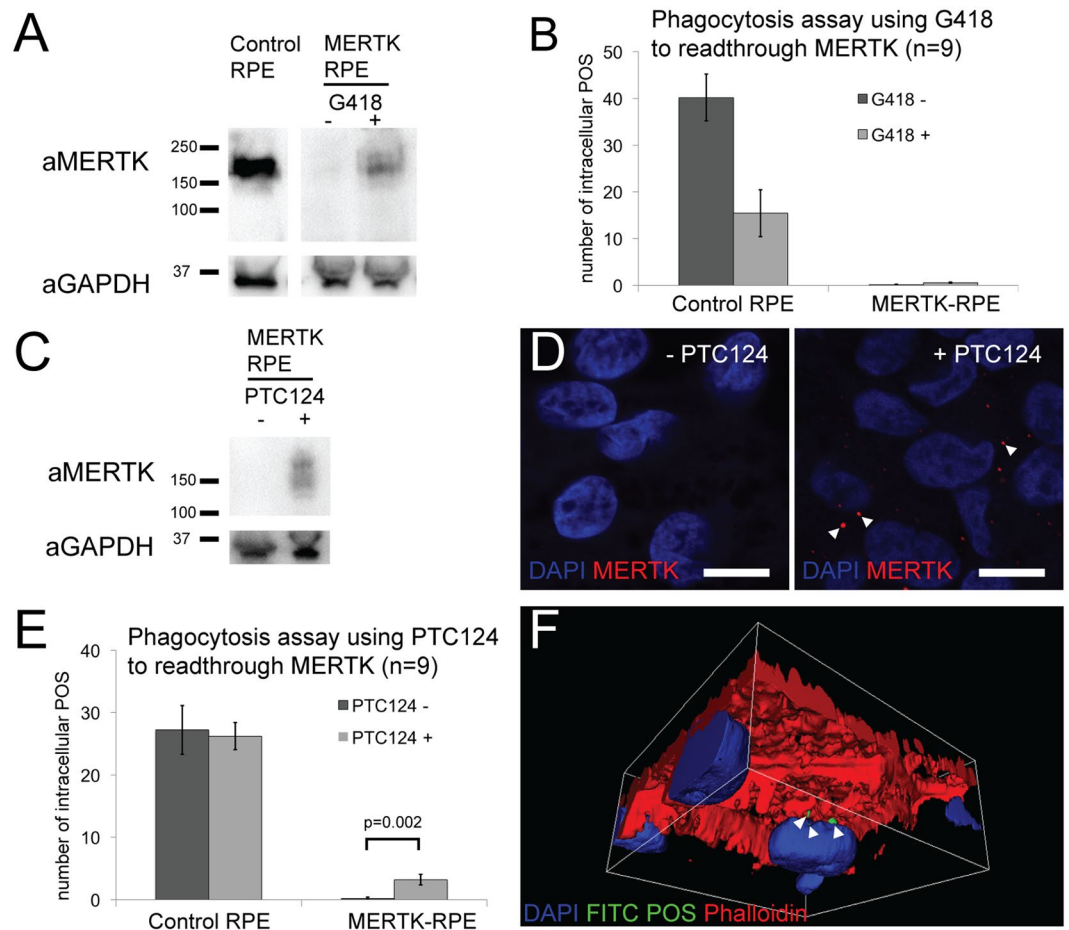 A
Control
RPE
MERTK
RPE
G418
- +
aMERTK
250
150
100
aGAPDH
37
B
Phagocytosis assay using G418
to readthrough MERTK (n=9)
number of intracellular POS
50
40
30
20
10
0
G418 -
G418 +
Control RPE
MERTK-RPE
C
MERTK
RPE
PTC124
- +
aMERTK
150
100
aGAPDH
37
D
- PTC124
DAPI MERTK
+ PTC124
DAPI MERTK
E
Phagocytosis assay using PTC124
to readthrough MERTK (n=9)
number of intracellular POS
40
30
20
10
0
PTC124 -
PTC124 +
p=0.002
Control RPE
MERTK-RPE
F
DAPI FITC POS Phalloidin